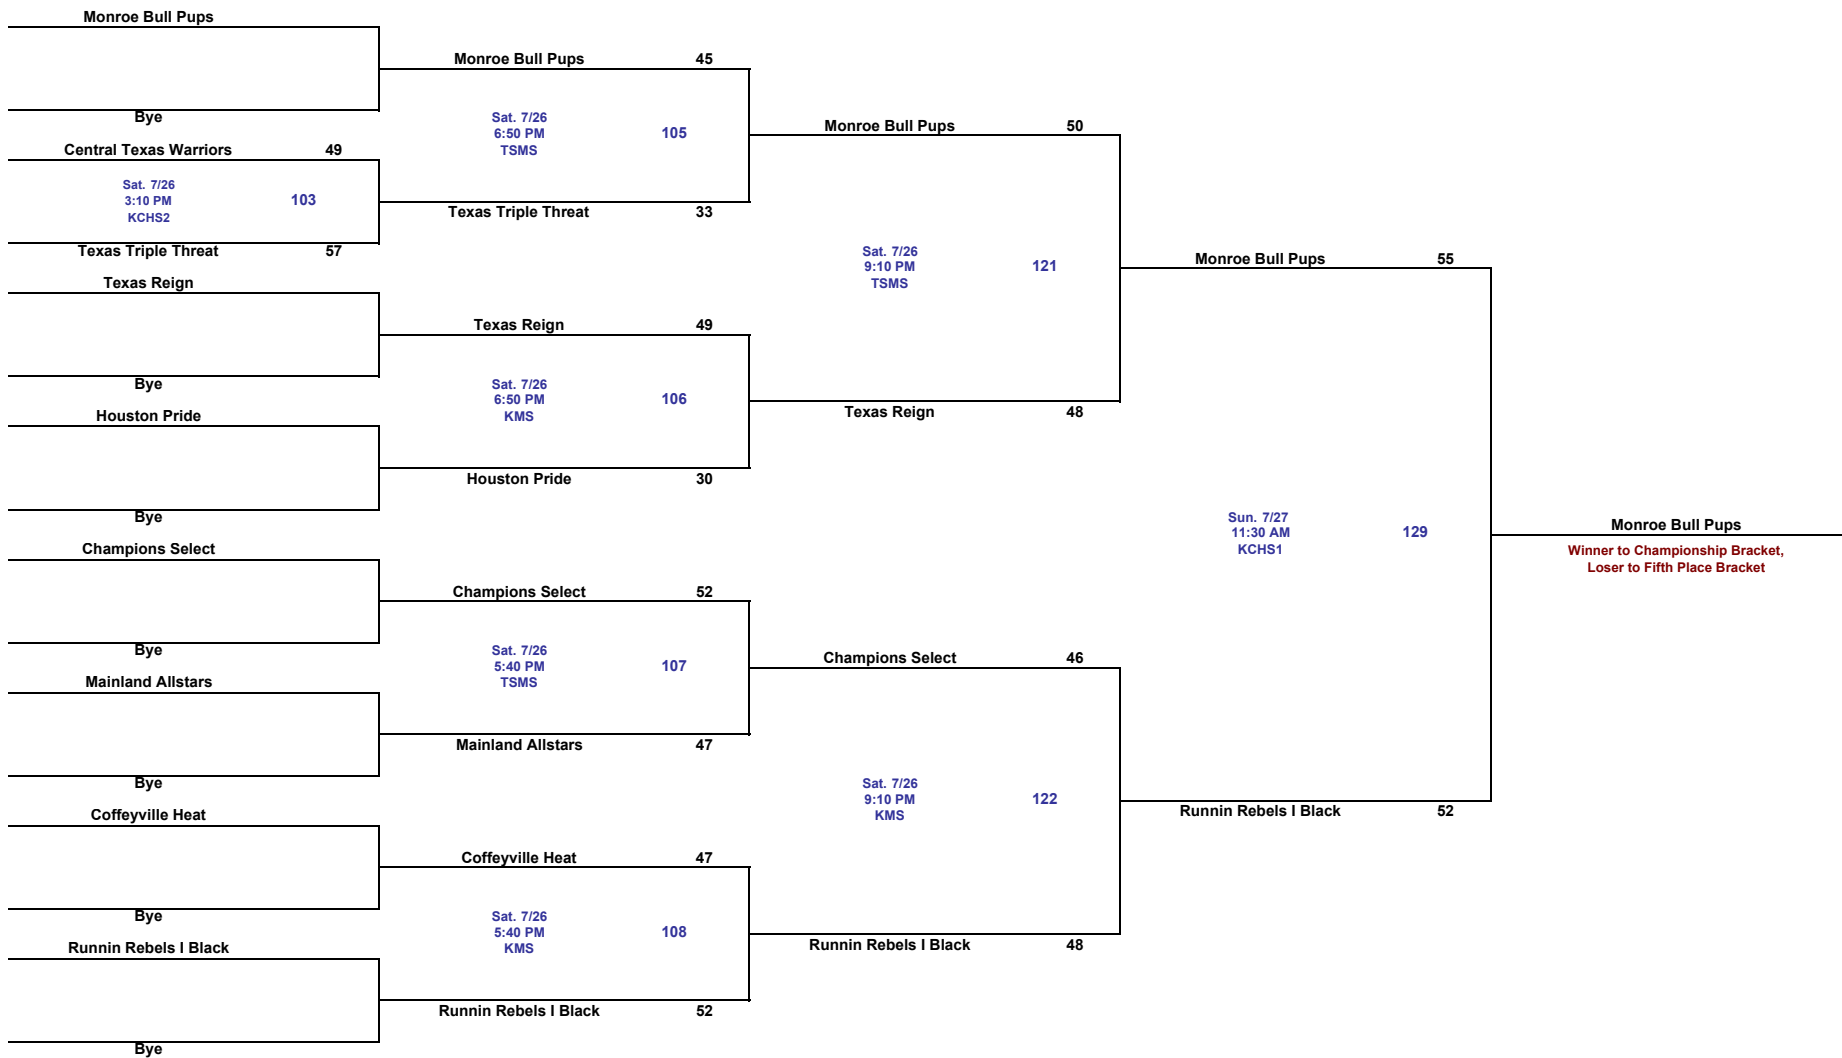 Monroe Bull Pups
Bye
Central Texas Warriors 49
Sat. 7/26
3:10 PM
KCHS2
103
Texas Triple Threat 57
Texas Reign
Bye
Houston Pride
Bye
Champions Select
Bye
Mainland Allstars
Bye
Coffeyville Heat
Bye
Runnin Rebels I Black
Bye
Monroe Bull Pups 45
Sat. 7/26
6:50 PM
TSMS
105
Texas Triple Threat 33
Texas Reign 49
Sat. 7/26
6:50 PM
KMS
106
Houston Pride 30
Champions Select 52
Sat. 7/26
5:40 PM
TSMS
107
Mainland Allstars 47
Coffeyville Heat 47
Sat. 7/26
5:40 PM
KMS
108
Runnin Rebels I Black 52
Monroe Bull Pups 50
Sat. 7/26
9:10 PM
TSMS
121
Texas Reign 48
Champions Select 46
Sat. 7/26
9:10 PM
KMS
122
Runnin Rebels I Black 48
Monroe Bull Pups 55
Sun. 7/27
11:30 AM
KCHS1
129
Runnin Rebels I Black 52
Monroe Bull Pups
Winner to Championship Bracket,
Loser to Fifth Place Bracket